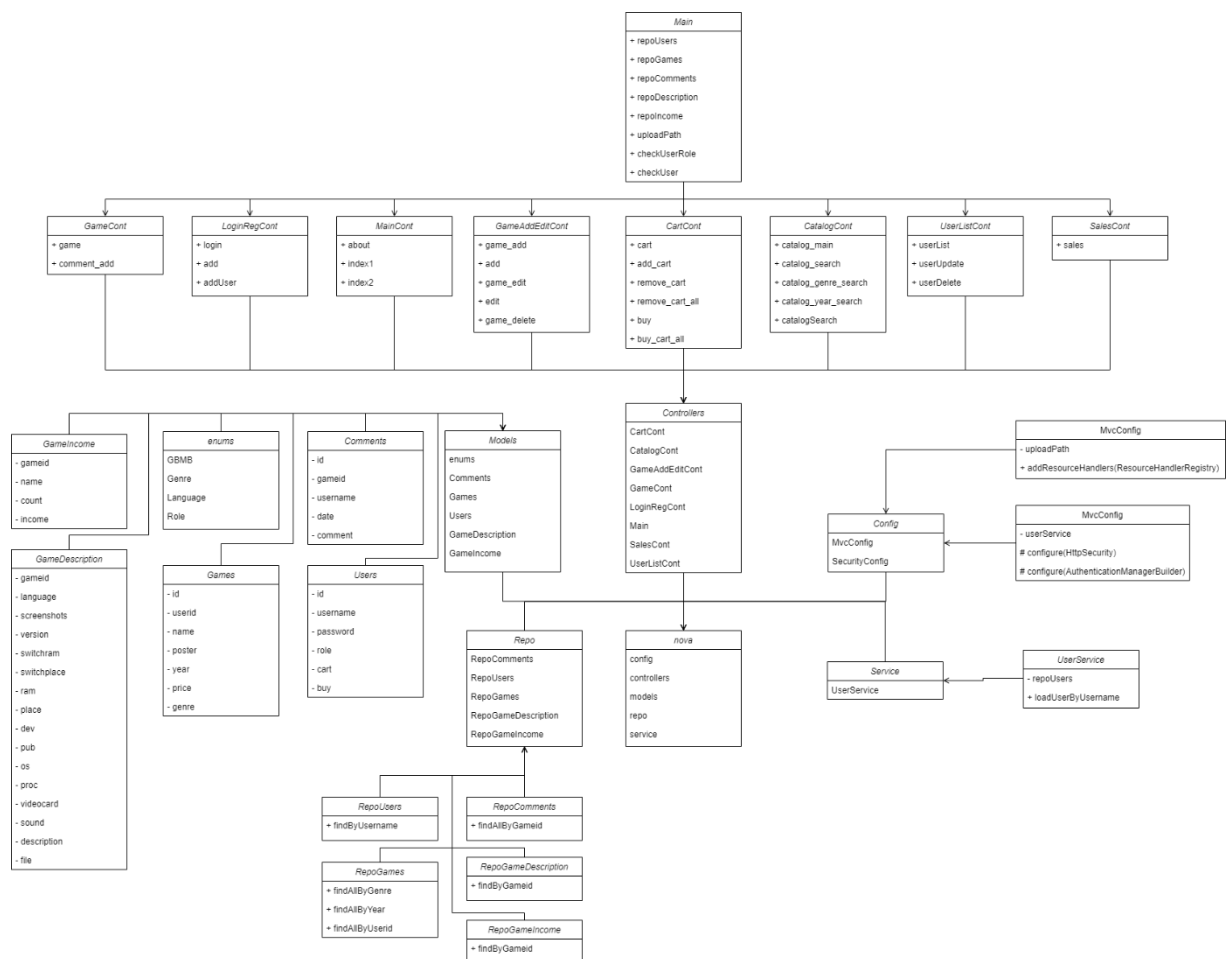 Main
+ repoUsers
+ repoGames
+ repoComments
+ repoDescription
+ repoIncome
+ uploadPath
+ checkUserRole
+ checkUser
GameCont
+ game
+ comment_add
LoginRegCont
+ login
+ add
+ addUser
MainCont
+ about
+ index1
+ index2
GameAddEditCont
+ game_add
+ add
+ game_edit
+ edit
+ game_delete
CartCont
+ cart
+ add_cart
+ remove_cart
+ remove_cart_all
+ buy
+ buy_cart_all
CatalogCont
+ catalog_main
+ catalog_search
+ catalog_genre_search
+ catalog_year_search
+ catalogSearch
UserListCont
+ userList
+ userUpdate
+ userDelete
SalesCont
+ sales
GameIncome
- gameid
- name
- count
- income
enums
GBMB
Genre
Language
Role
Comments
- id
- gameid
- username
- date
- comment
Models
enums
Comments
Games
Users
GameDescription
GameIncome
Controllers
CartCont
CatalogCont
GameAddEditCont
GameCont
LoginRegCont
Main
SalesCont
UserListCont
MvcConfig
- uploadPath
+ addResourceHandlers(ResourceHandlerRegistry)
Config
MvcConfig
SecurityConfig
MvcConfig
- userService
# configure(HttpSecurity)
# configure(AuthenticationManagerBuilder)
GameDescription
- gameid
- language
- screenshots
- version
- switchram
- switchplace
- ram
- place
- dev
- pub
- os
- proc
- videocard
- sound
- description
- file
Games
- id
- userid
- name
- poster
- year
- price
- genre
Users
- id
- username
- password
- role
- cart
- buy
Repo
RepoComments
RepoUsers
RepoGames
RepoGameDescription
RepoGameIncome
nova
config
controllers
models
repo
service
Service
UserService
UserService
- repoUsers
+ loadUserByUsername
RepoUsers
+ findByUsername
RepoComments
+ findAllByGameid
RepoGames
+ findAllByGenre
+ findAllByYear
+ findAllByUserid
RepoGameDescription
+ findByGameid
RepoGameIncome
+ findByGameid